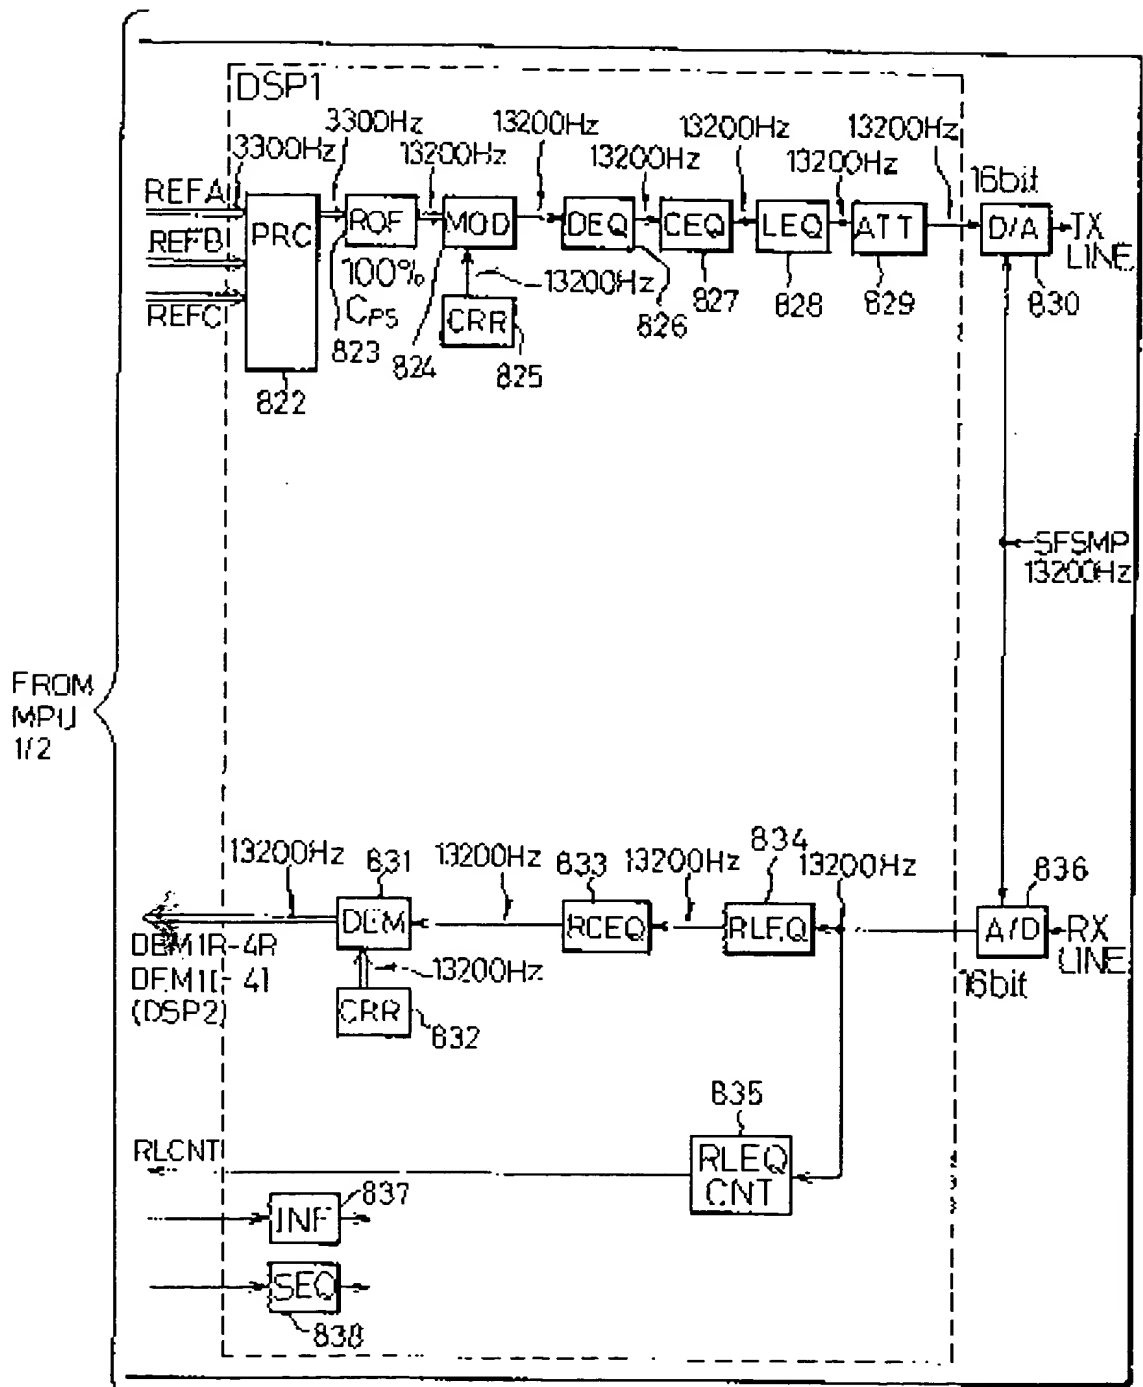 DSP1
3300Hz
3300Hz
13200Hz
13200Hz
13200Hz
13200Hz
13200Hz
13200Hz
REFA
REFB
REFC
PRC
ROF
MOD
DEQ
CEQ
LEQ
ATT
16bit
D/A
TX
LINE
100%
CPS
13200Hz
CRR
822
823
824
825
826
827
828
829
830
SFSMP
13200Hz
FROM
MPU
1/2
13200Hz
831
13200Hz
833
13200Hz
834
13200Hz
836
DEM
RCEQ
RLEQ
A/D
RX
LINE
16bit
DEM1R-4R
DEM1I-4I
(DSP2)
13200Hz
CRR
832
835
RLEQ
CNT
RLCNT
INF
837
SEQ
838